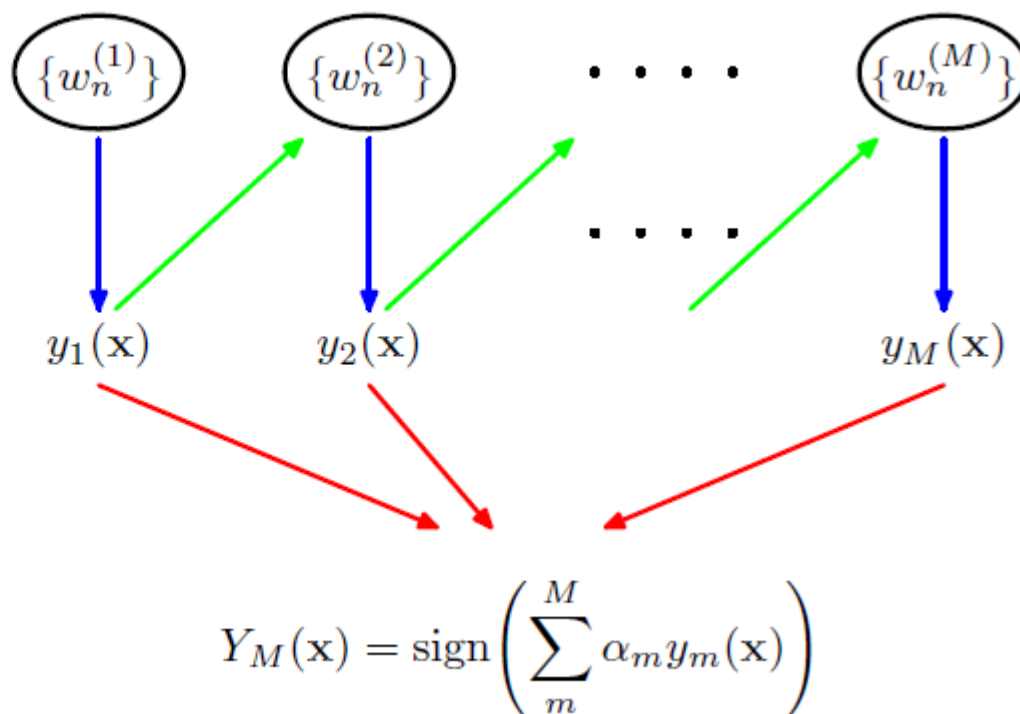 {w_n^{(1)}} {w_n^{(2)}} . . . . {w_n^{(M)}}
. . . .
y_1(x) y_2(x) y_M(x)
Y_M(x) = sign(∑_m^M α_m y_m(x))